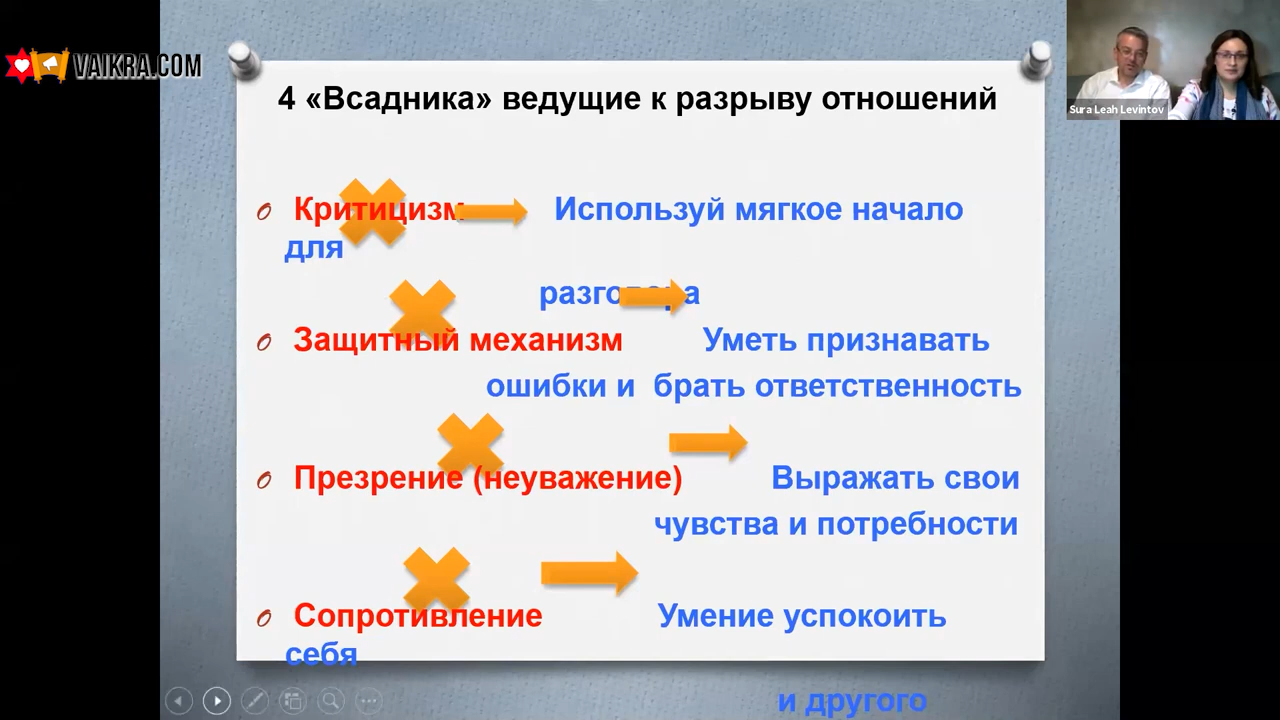 VAIKRA.COM
Sura Leah Levintov
4 «Всадника» ведущие к разрыву отношений
Критицизм Используй мягкое начало
для
разговора
Защитный механизм Уметь признавать
ошибки и брать ответственность
Презрение (неуважение) Выражать свои
чувства и потребности
Сопротивление Умение успокоить
себя
и другого